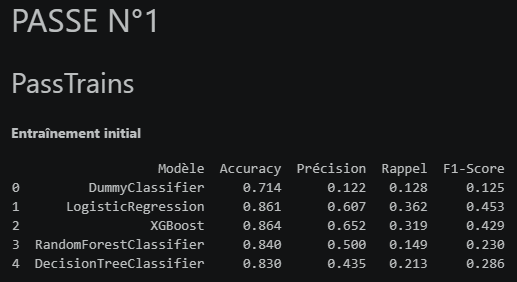 PASSE N°1
PassTrains
Entraînement initial
Modèle Accuracy Précision Rappel F1-Score
0 DummyClassifier 0.714 0.122 0.128 0.125
1 LogisticRegression 0.861 0.607 0.362 0.453
2 XGBoost 0.864 0.652 0.319 0.429
3 RandomForestClassifier 0.840 0.500 0.149 0.230
4 DecisionTreeClassifier 0.830 0.435 0.213 0.286